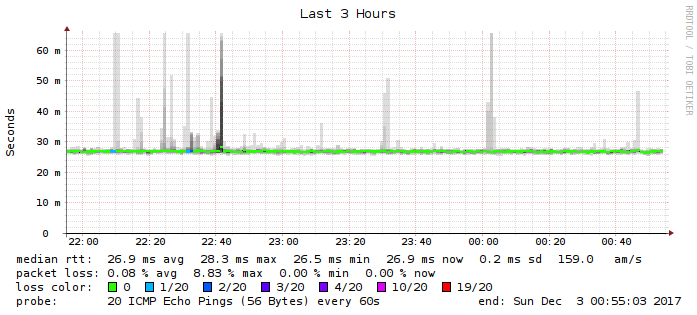 Last 3 Hours
RRDTOOL / TOBI OETIKER
Seconds
60 m
50 m
40 m
30 m
20 m
10 m
0
22:00 22:20 22:40 23:00 23:20 23:40 00:00 00:20 00:40
median rtt: 26.9 ms avg 28.3 ms max 26.5 ms min 26.9 ms now 0.2 ms sd 159.0 am/s
packet loss: 0.08 % avg 8.83 % max 0.00 % min 0.00 % now
loss color: 0 1/20 2/20 3/20 4/20 10/20 19/20
probe: 20 ICMP Echo Pings (56 Bytes) every 60s end: Sun Dec 3 00:55:03 2017